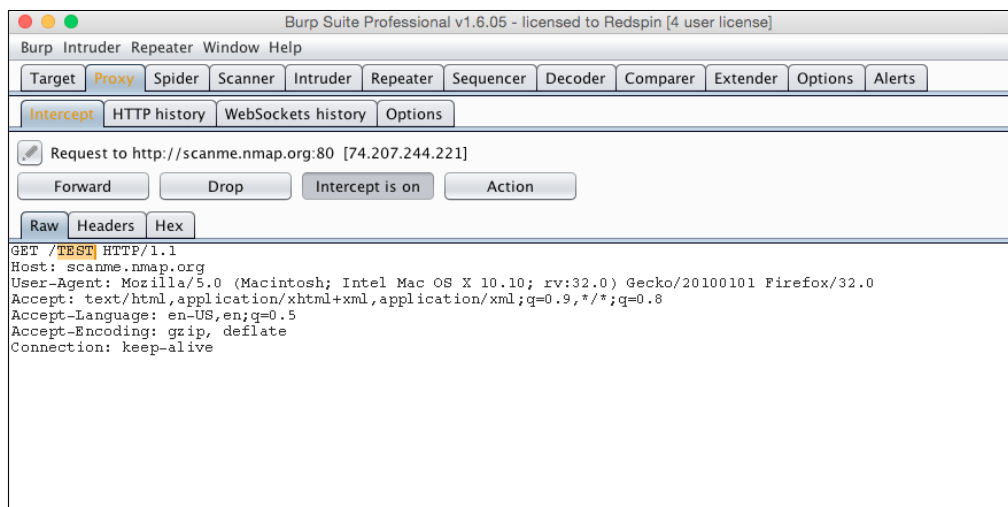 Burp Suite Professional v1.6.05 - licensed to Redspin [4 user license]
Burp Intruder Repeater Window Help
Target Proxy Spider Scanner Intruder Repeater Sequencer Decoder Comparer Extender Options Alerts
Intercept HTTP history WebSockets history Options
Request to http://scanme.nmap.org:80 [74.207.244.221]
Forward Drop Intercept is on Action
Raw Headers Hex
GET /TEST HTTP/1.1
Host: scanme.nmap.org
User-Agent: Mozilla/5.0 (Macintosh; Intel Mac OS X 10.10; rv:32.0) Gecko/20100101 Firefox/32.0
Accept: text/html,application/xhtml+xml,application/xml;q=0.9,*/*;q=0.8
Accept-Language: en-US,en;q=0.5
Accept-Encoding: gzip, deflate
Connection: keep-alive